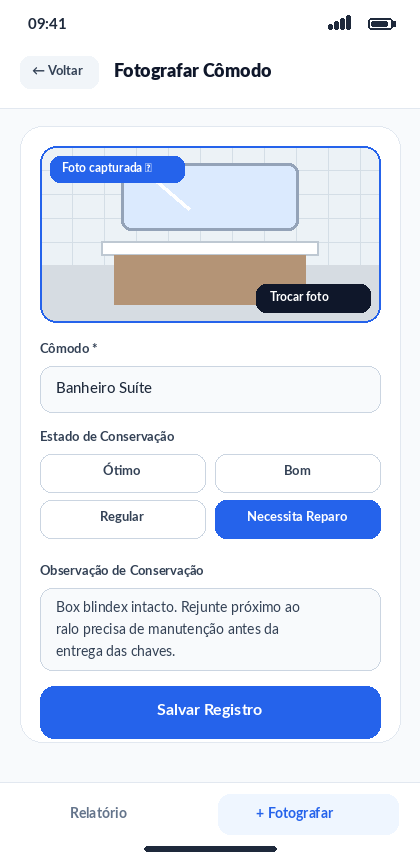 09:41
← Voltar
Fotografar Cômodo
Foto capturada
Trocar foto
Cômodo *
Banheiro Suíte
Estado de Conservação
Ótimo
Bom
Regular
Necessita Reparo
Observação de Conservação
Box blindex intacto. Rejunte próximo ao
ralo precisa de manutenção antes da
entrega das chaves.
Salvar Registro
Relatório
+ Fotografar